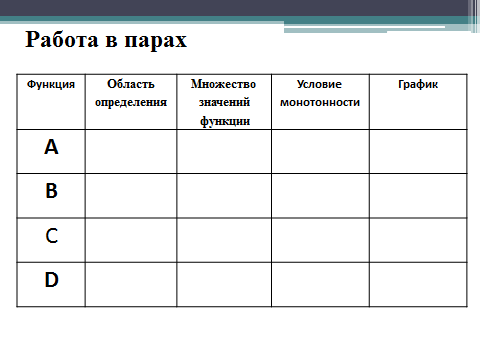 Работа в парах
Функция Область Множество Условие График
определения значений монотонности
функции
A
B
C
D